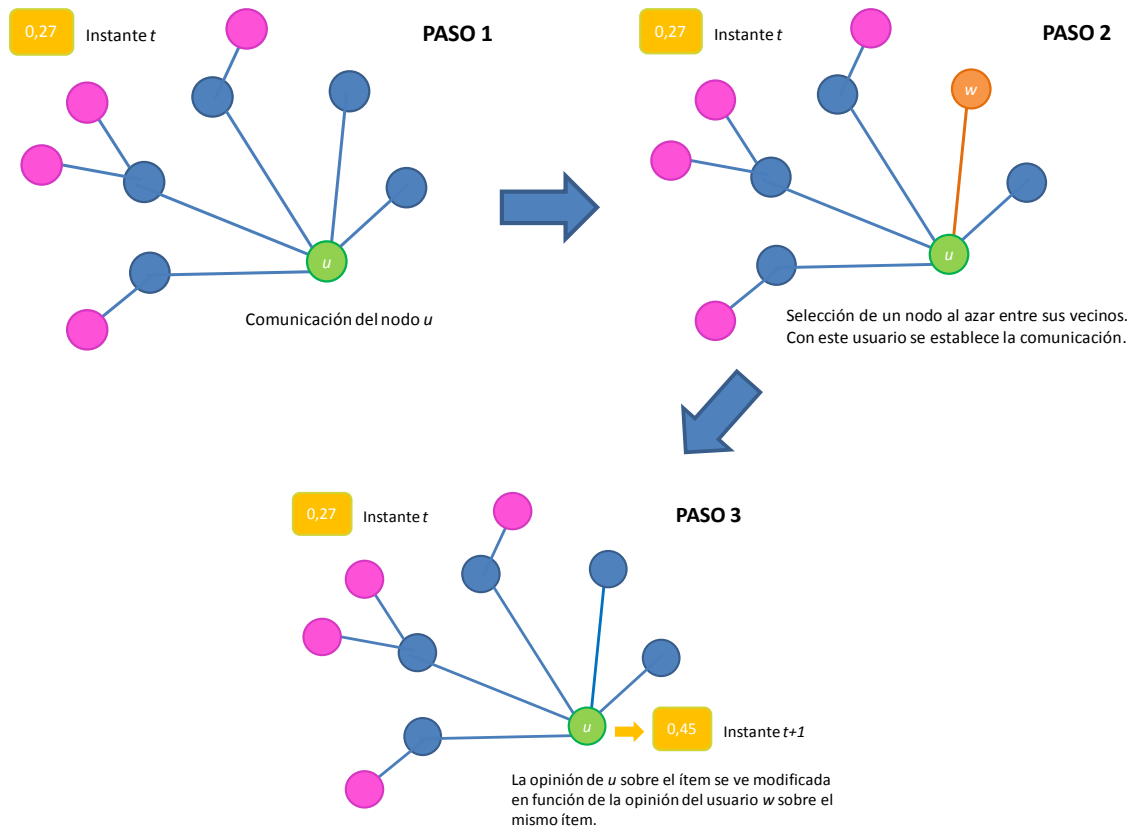 0,27
Instante t
PASO 1
u
Comunicación del nodo u
0,27
Instante t
PASO 2
w
u
Selección de un nodo al azar entre sus vecinos.
Con este usuario se establece la comunicación.
0,27
Instante t
PASO 3
u
0,45
Instante t+1
La opinión de u sobre el ítem se ve modificada
en función de la opinión del usuario w sobre el
mismo ítem.